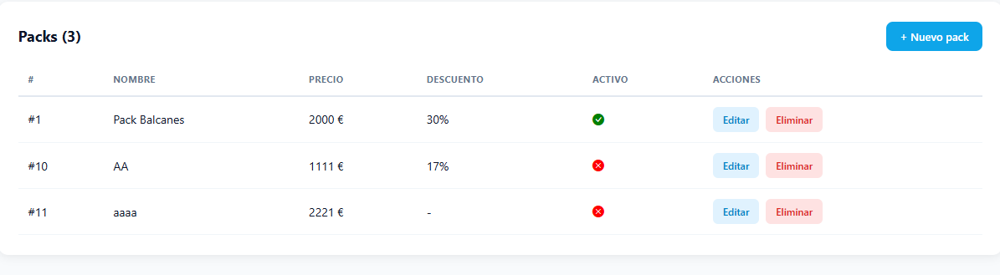 Packs (3)
+ Nuevo pack
# NOMBRE PRECIO DESCUENTO ACTIVO ACCIONES
#1 Pack Balcanes 2000 € 30% Editar Eliminar
#10 AA 1111 € 17% Editar Eliminar
#11 aaaa 2221 € - Editar Eliminar